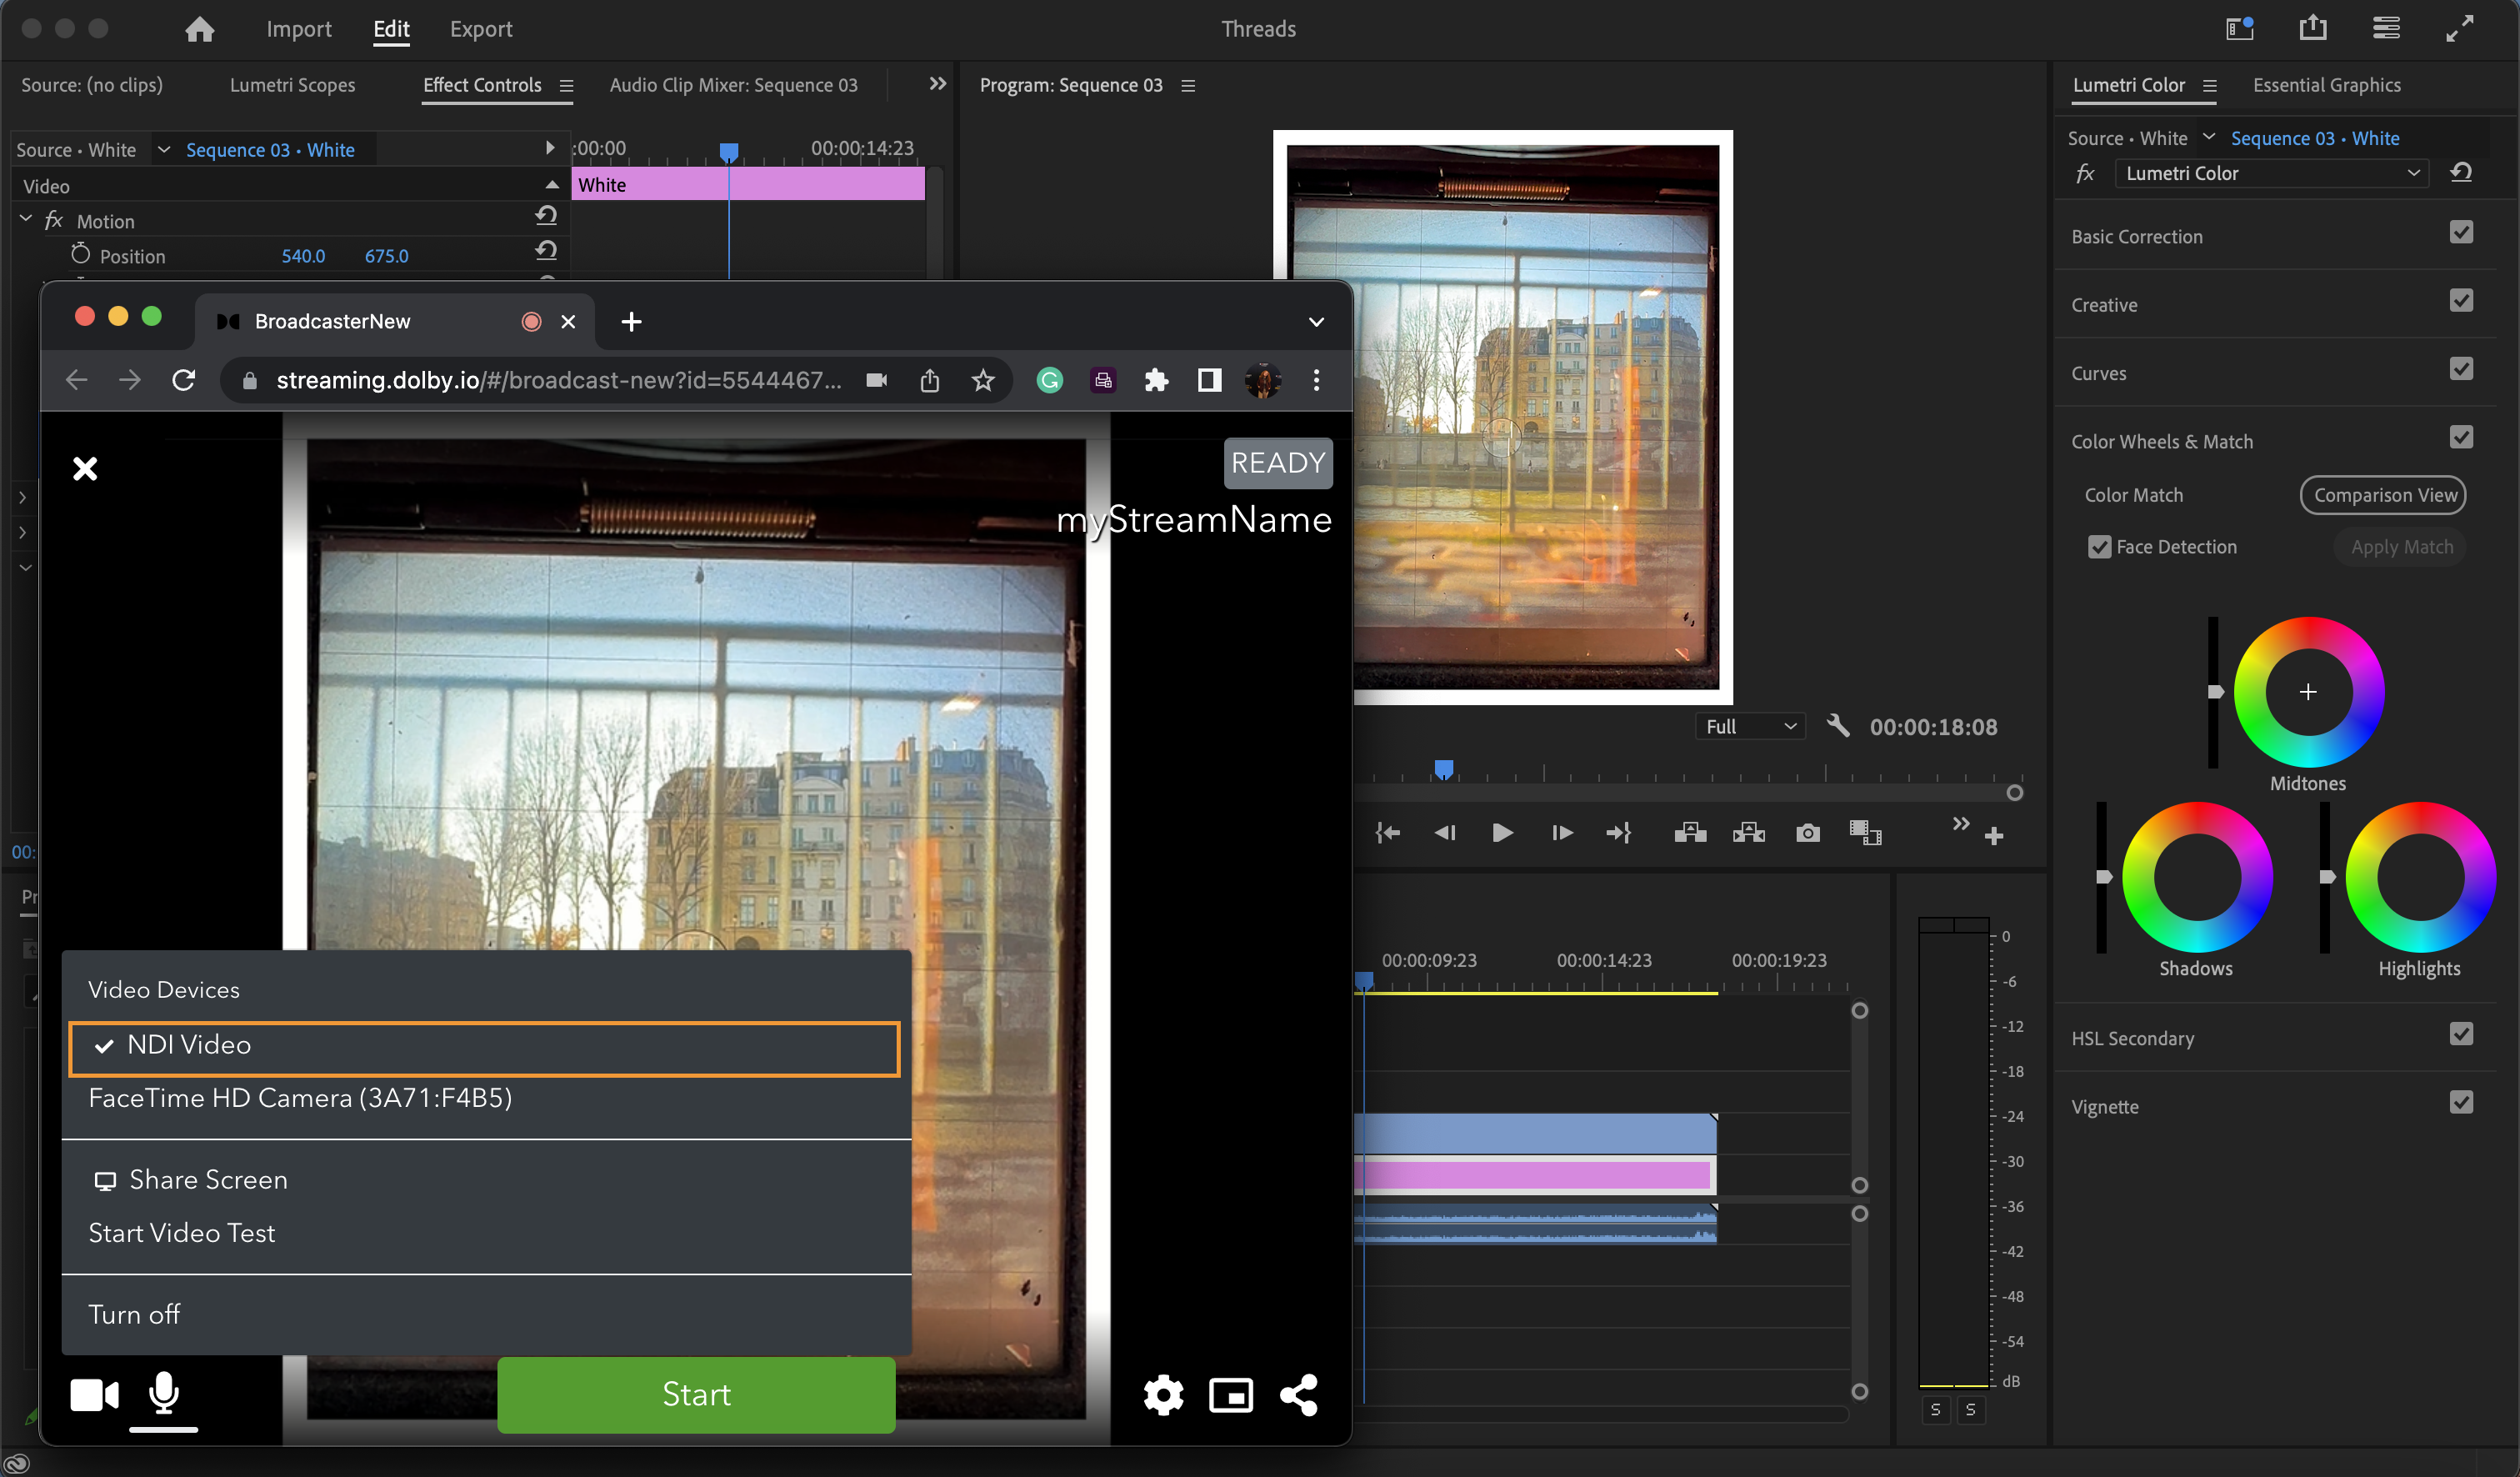 Import Edit Export Threads
Source: (no clips) Lumetri Scopes Effect Controls Audio Clip Mixer: Sequence 03
Program: Sequence 03
Lumetri Color Essential Graphics
Source • White Sequence 03 • White
:00:00 00:00:14:23
Source • White Sequence 03 • White
fx Lumetri Color
Video
White
fx Motion
Position 540.0 675.0
Basic Correction
Creative
Curves
Color Wheels & Match
Color Match Comparison View
Face Detection Apply Match
Midtones
Shadows Highlights
HSL Secondary
Vignette
BroadcasterNew
streaming.dolby.io/#/broadcast-new?id=5544467...
READY
myStreamName
Video Devices
NDI Video
FaceTime HD Camera (3A71:F4B5)
Share Screen
Start Video Test
Turn off
Start
00:
Pr
Full 00:00:18:08
00:00:09:23 00:00:14:23 00:00:19:23
0
-6
-12
-18
-24
-30
-36
-42
-48
-54
dB
S S